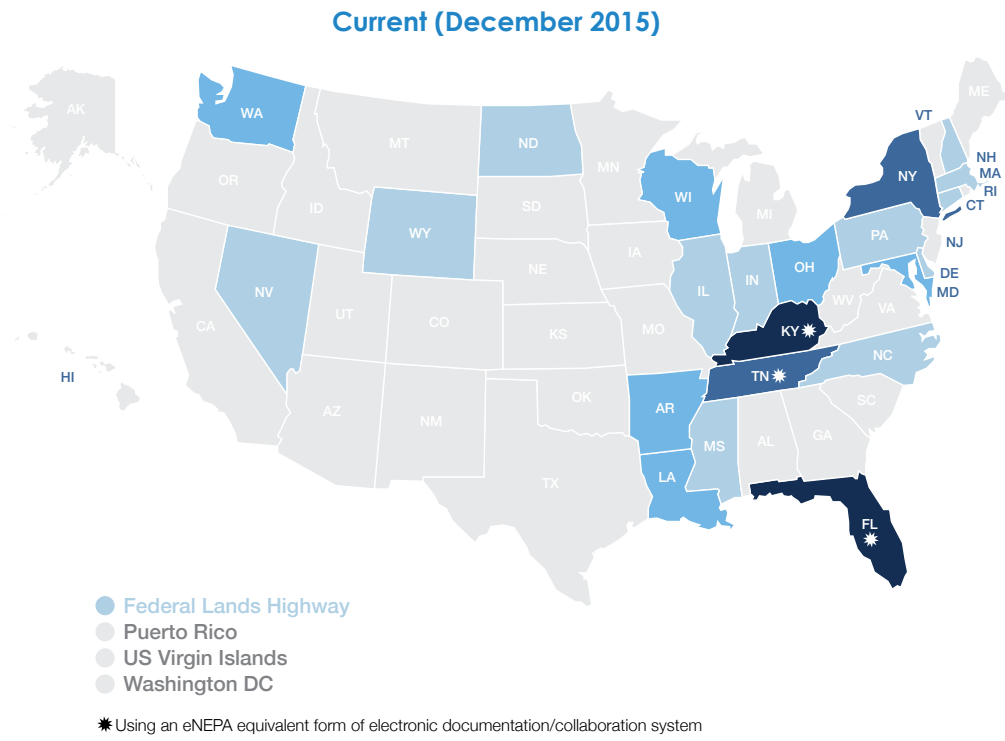 Current (December 2015)
AK
WA
MT
ND
MN
VT
ME
OR
ID
SD
WI
MI
NY
NH
MA
RI
CT
WY
NE
IA
PA
NJ
NV
UT
CO
IL
IN
OH
DE
MD
CA
KS
MO
KY
WV
VA
HI
AZ
NM
OK
AR
TN
NC
SC
TX
LA
MS
AL
GA
FL
Federal Lands Highway
Puerto Rico
US Virgin Islands
Washington DC
Using an eNEPA equivalent form of electronic documentation/collaboration system